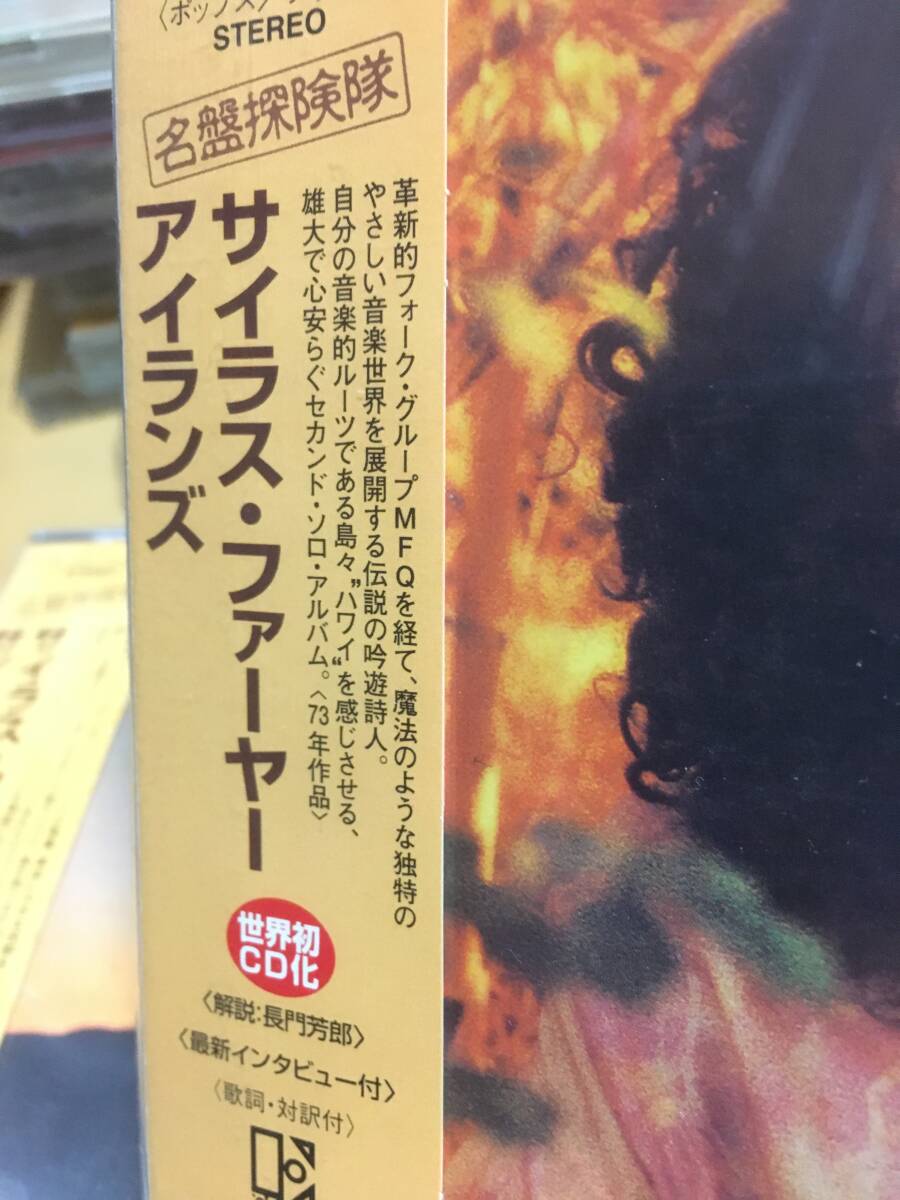 STEREO
名盤探険隊
サイラス・ファーヤー
アイランズ
革新的フォーク・グループMFQを経て、魔法のような独特の
やさしい音楽世界を展開する伝説の吟遊詩人。
自分の音楽的ルーツである島々”ハワイ“を感じさせる、
雄大で心安らぐセカンド・ソロ・アルバム。〈73年作品〉
世界初
CD化
〈解説:長門芳郎〉
〈最新インタビュー付〉
〈歌詞・対訳付〉